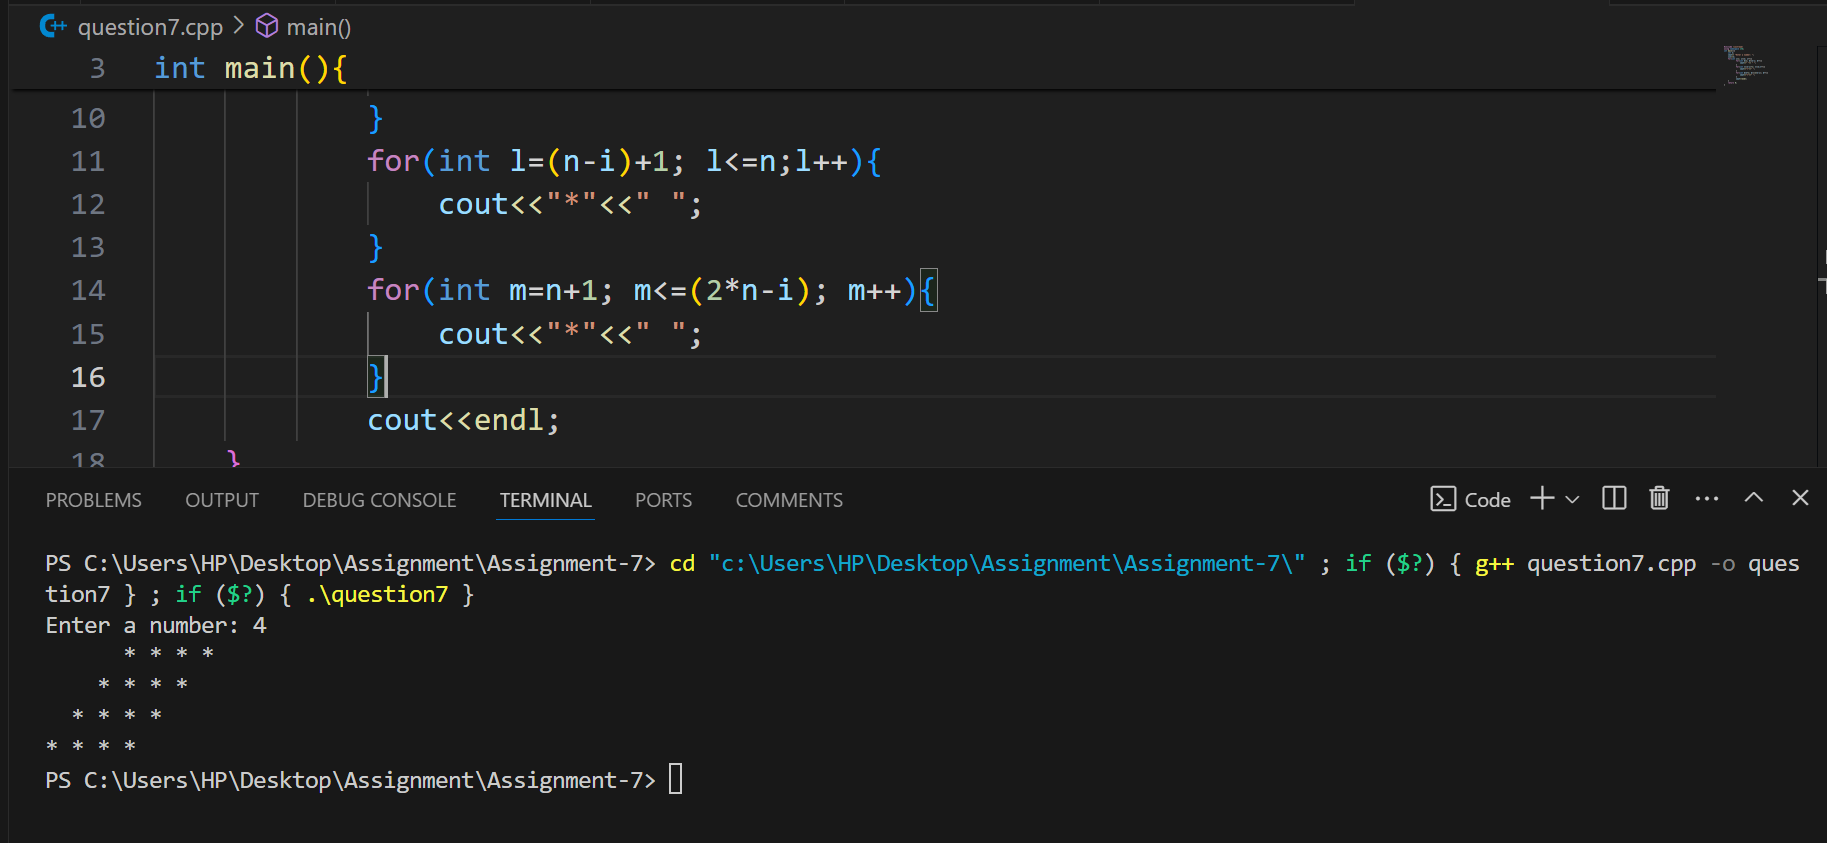 question7.cpp > main()
3 int main(){
10 }
11 for(int l=(n-i)+1; l<=n;l++){
12 cout<<"*"<<" ";
13 }
14 for(int m=n+1; m<=(2*n-i); m++){
15 cout<<"*"<<" ";
16 }
17 cout<<endl;
18 }
PROBLEMS OUTPUT DEBUG CONSOLE TERMINAL PORTS COMMENTS Code
PS C:\Users\HP\Desktop\Assignment\Assignment-7> cd "c:\Users\HP\Desktop\Assignment\Assignment-7\" ; if ($?) { g++ question7.cpp -o ques
tion7 } ; if ($?) { .\question7 }
Enter a number: 4
      * * * *
    * * * *
  * * * *
* * * *
PS C:\Users\HP\Desktop\Assignment\Assignment-7>